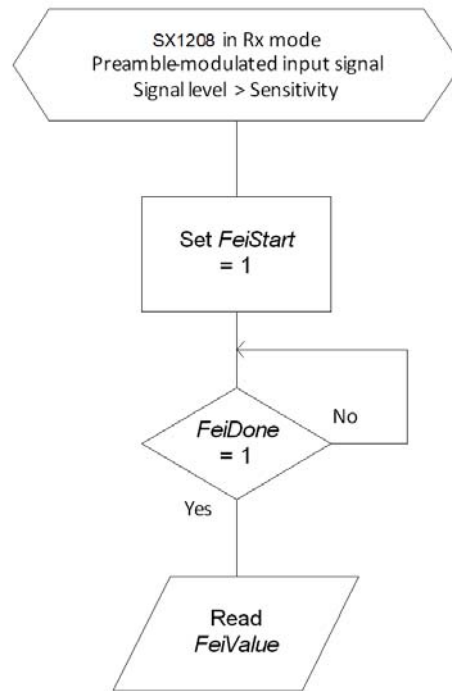 SX1208 in Rx mode
Preamble-modulated input signal
Signal level > Sensitivity
Set FeiStart
= 1
No
FeiDone
= 1
Yes
Read
FeiValue